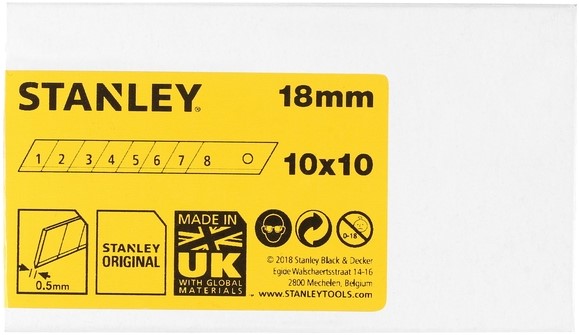 STANLEY®
18mm
1 2 3 4 5 6 7 8
10x10
0.5mm
STANLEY
ORIGINAL
MADE IN
UK
WITH GLOBAL
MATERIALS
0-18
© 2018 Stanley Black & Decker
Egide Walschaertsstraat 14-16
2800 Mechelen, Belgium
www.STANLEYTOOLS.com